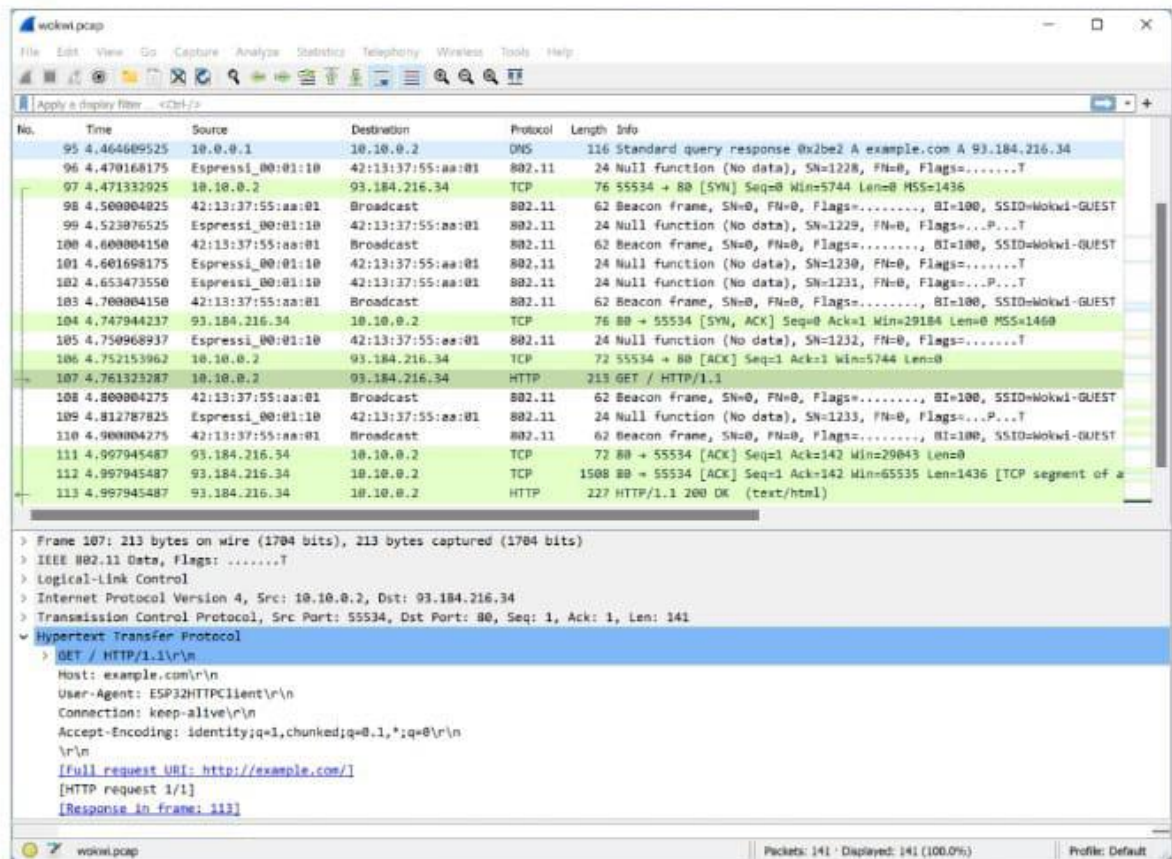 wokwi.pcap
File Edit View Go Capture Analyze Statistics Telephony Wireless Tools Help
Apply a display filter ... <Ctrl-/>
No. Time Source Destination Protocol Length Info
95 4.464609525 10.0.0.1 10.10.0.2 DNS 116 Standard query response 0x2be2 A example.com A 93.184.216.34
96 4.470168175 Espressi_00:01:10 42:13:37:55:aa:01 802.11 24 Null function (No data), SN=1228, FN=0, Flags=.......T
97 4.471332925 10.10.0.2 93.184.216.34 TCP 76 55534 → 80 [SYN] Seq=0 Win=5744 Len=0 MSS=1436
98 4.500004025 42:13:37:55:aa:01 Broadcast 802.11 62 Beacon frame, SN=0, FN=0, Flags=........, BI=100, SSID=Wokwi-GUEST
99 4.523076525 Espressi_00:01:10 42:13:37:55:aa:01 802.11 24 Null function (No data), SN=1229, FN=0, Flags=...P...T
100 4.600004150 42:13:37:55:aa:01 Broadcast 802.11 62 Beacon frame, SN=0, FN=0, Flags=........, BI=100, SSID=Wokwi-GUEST
101 4.601698175 Espressi_00:01:10 42:13:37:55:aa:01 802.11 24 Null function (No data), SN=1230, FN=0, Flags=.......T
102 4.653473550 Espressi_00:01:10 42:13:37:55:aa:01 802.11 24 Null function (No data), SN=1231, FN=0, Flags=...P...T
103 4.700004150 42:13:37:55:aa:01 Broadcast 802.11 62 Beacon frame, SN=0, FN=0, Flags=........, BI=100, SSID=Wokwi-GUEST
104 4.747944237 93.184.216.34 10.10.0.2 TCP 76 80 → 55534 [SYN, ACK] Seq=0 Ack=1 Win=29184 Len=0 MSS=1460
105 4.750968937 Espressi_00:01:10 42:13:37:55:aa:01 802.11 24 Null function (No data), SN=1232, FN=0, Flags=.......T
106 4.752153962 10.10.0.2 93.184.216.34 TCP 72 55534 → 80 [ACK] Seq=1 Ack=1 Win=5744 Len=0
107 4.761323287 10.10.0.2 93.184.216.34 HTTP 213 GET / HTTP/1.1
108 4.800004275 42:13:37:55:aa:01 Broadcast 802.11 62 Beacon frame, SN=0, FN=0, Flags=........, BI=100, SSID=Wokwi-GUEST
109 4.812787825 Espressi_00:01:10 42:13:37:55:aa:01 802.11 24 Null function (No data), SN=1233, FN=0, Flags=...P...T
110 4.900004275 42:13:37:55:aa:01 Broadcast 802.11 62 Beacon frame, SN=0, FN=0, Flags=........, BI=100, SSID=Wokwi-GUEST
111 4.997945487 93.184.216.34 10.10.0.2 TCP 72 80 → 55534 [ACK] Seq=1 Ack=142 Win=29043 Len=0
112 4.997945487 93.184.216.34 10.10.0.2 TCP 1508 80 → 55534 [ACK] Seq=1 Ack=142 Win=65535 Len=1436 [TCP segment of a
113 4.997945487 93.184.216.34 10.10.0.2 HTTP 227 HTTP/1.1 200 OK (text/html)
Frame 107: 213 bytes on wire (1704 bits), 213 bytes captured (1704 bits)
IEEE 802.11 Data, Flags: .......T
Logical-Link Control
Internet Protocol Version 4, Src: 10.10.0.2, Dst: 93.184.216.34
Transmission Control Protocol, Src Port: 55534, Dst Port: 80, Seq: 1, Ack: 1, Len: 141
Hypertext Transfer Protocol
GET / HTTP/1.1\r\n
Host: example.com\r\n
User-Agent: ESP32HTTPClient\r\n
Connection: keep-alive\r\n
Accept-Encoding: identity;q=1,chunked;q=0.1,*;q=0\r\n
\r\n
[Full request URI: http://example.com/]
[HTTP request 1/1]
[Response in frame: 113]
wokwi.pcap Packets: 141 · Displayed: 141 (100.0%) Profile: Default